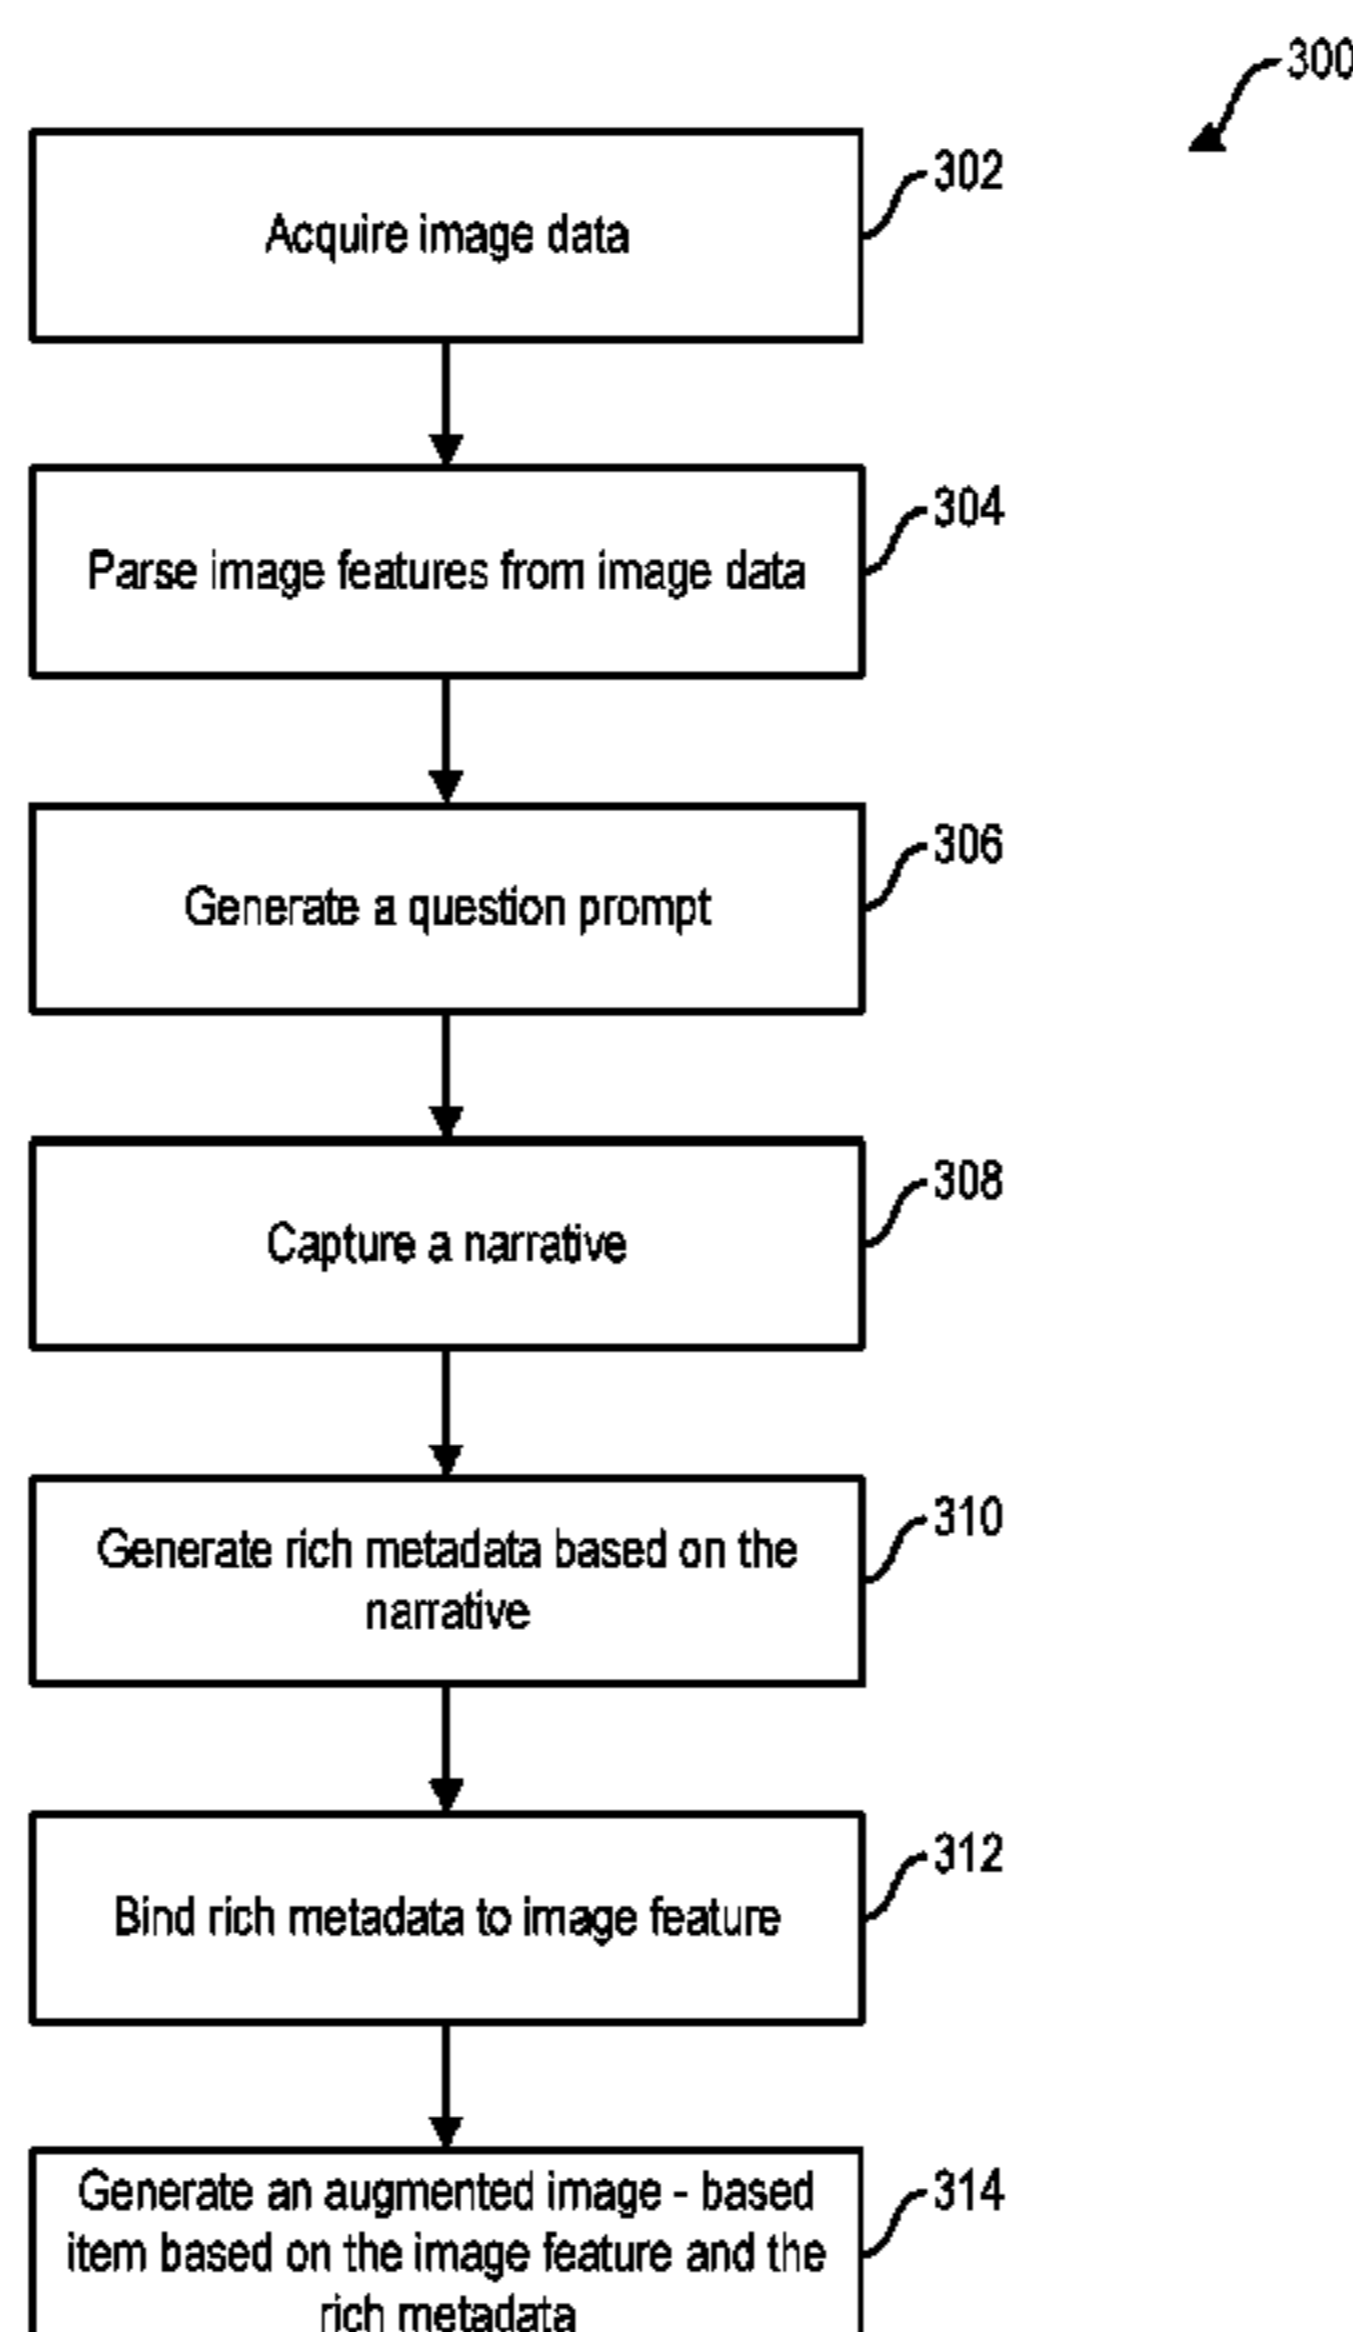 300
302
Acquire image data
304
Parse image features from image data
306
Generate a question prompt
308
Capture a narrative
310
Generate rich metadata based on the
narrative
312
Bind rich metadata to image feature
314
Generate an augmented image - based
item based on the image feature and the
rich metadata